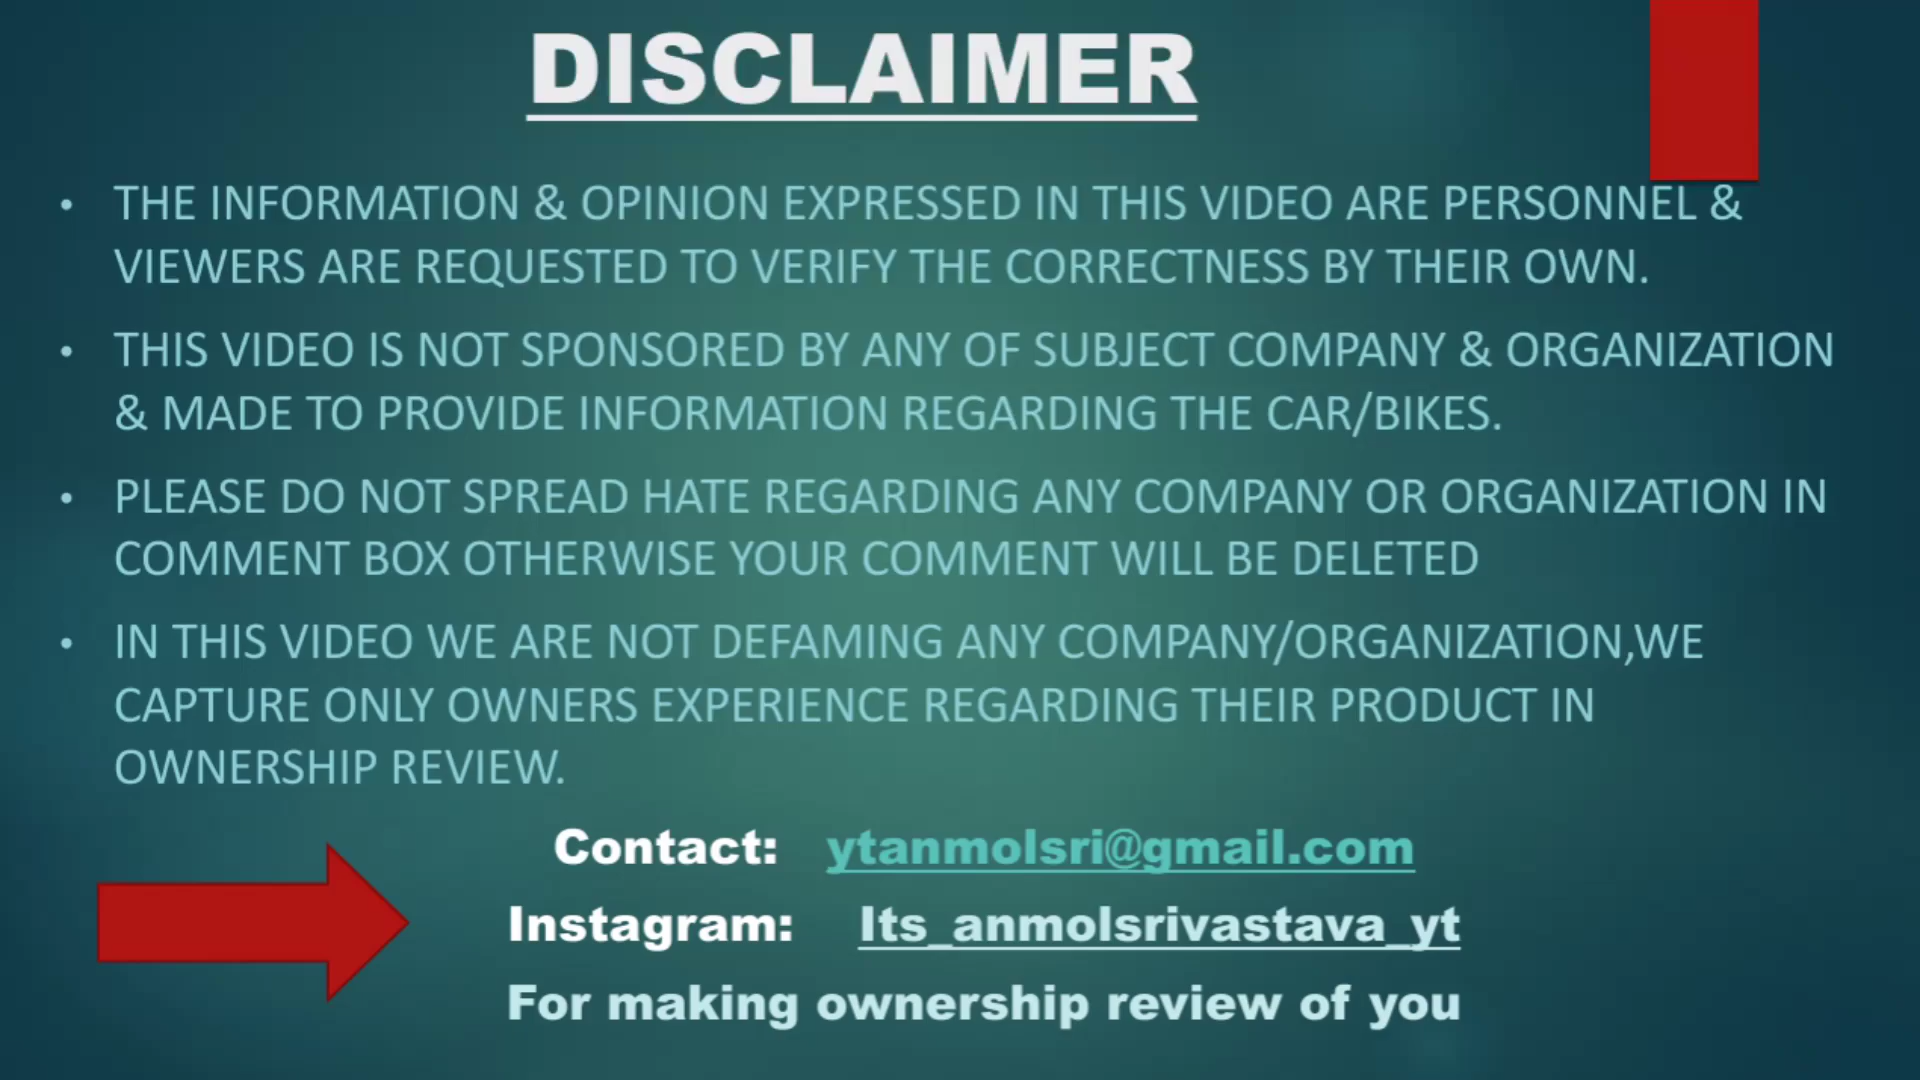 DISCLAIMER
• THE INFORMATION & OPINION EXPRESSED IN THIS VIDEO ARE PERSONNEL &
VIEWERS ARE REQUESTED TO VERIFY THE CORRECTNESS BY THEIR OWN.
• THIS VIDEO IS NOT SPONSORED BY ANY OF SUBJECT COMPANY & ORGANIZATION
& MADE TO PROVIDE INFORMATION REGARDING THE CAR/BIKES.
• PLEASE DO NOT SPREAD HATE REGARDING ANY COMPANY OR ORGANIZATION IN
COMMENT BOX OTHERWISE YOUR COMMENT WILL BE DELETED
• IN THIS VIDEO WE ARE NOT DEFAMING ANY COMPANY/ORGANIZATION,WE
CAPTURE ONLY OWNERS EXPERIENCE REGARDING THEIR PRODUCT IN
OWNERSHIP REVIEW.
Contact: ytanmolsri@gmail.com
Instagram: Its_anmolsrivastava_yt
For making ownership review of you